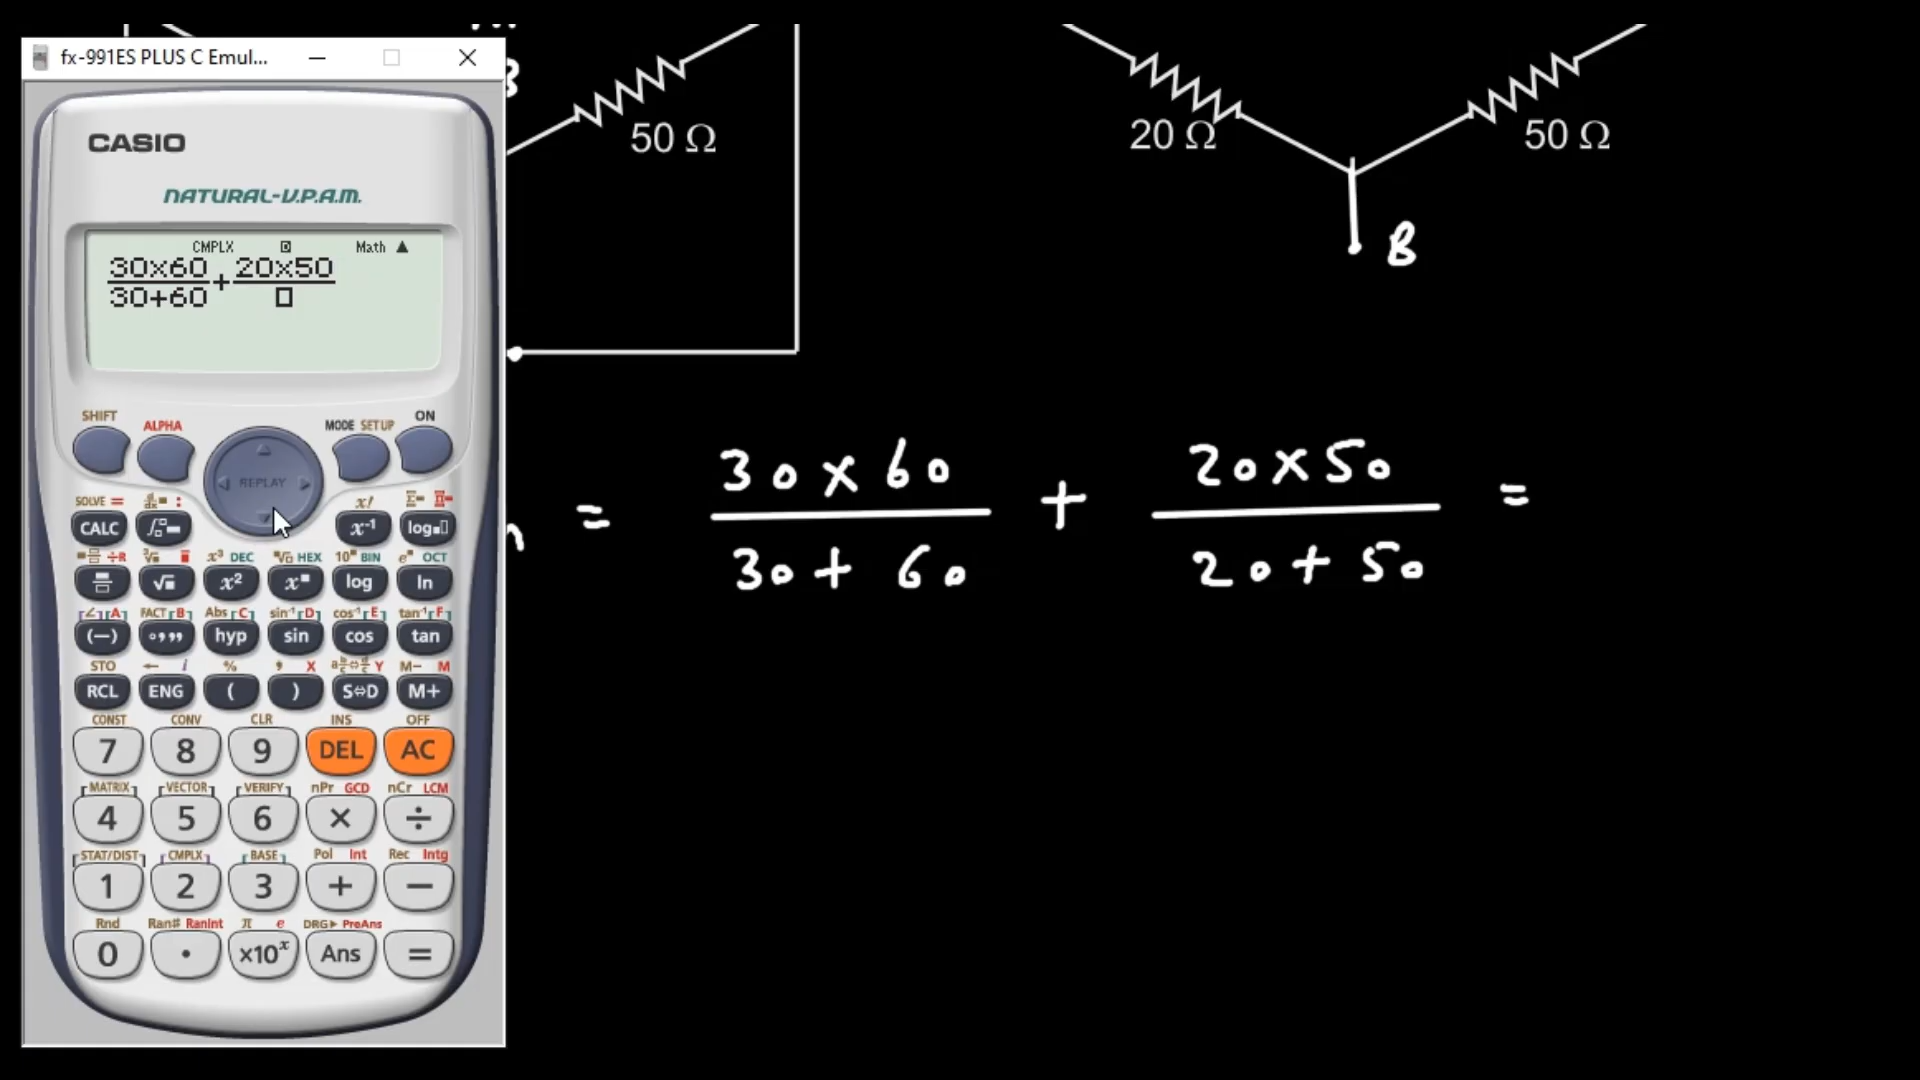 fx-991ES PLUS C Emul...
CASIO
NATURAL-V.P.A.M.
CMPLX D Math ▲
30×60 + 20×50
30+60 □
SHIFT ALPHA MODE SETUP ON
REPLAY
SOLVE = : x! 
CALC x⁻¹ log
÷R x³ DEC HEX 10 BIN e OCT
√ x² x log ln
∠ A FACT B Abs C sin⁻¹ D cos⁻¹ E tan⁻¹ F
(−) hyp sin cos tan
STO ← i % , X Y M− M
RCL ENG ( ) S⇔D M+
CONST CONV CLR INS OFF
7 8 9 DEL AC
MATRIX VECTOR VERIFY nPr GCD nCr LCM
4 5 6 × ÷
STAT/DIST CMPLX BASE Pol Int Rec Intg
1 2 3 + −
Rnd Ran# RanInt π e DRG▶ PreAns
0 . ×10ˣ Ans =
50 Ω
20 Ω
50 Ω
B
= 30 × 60 + 20 × 50 =
30 + 60 20 + 50